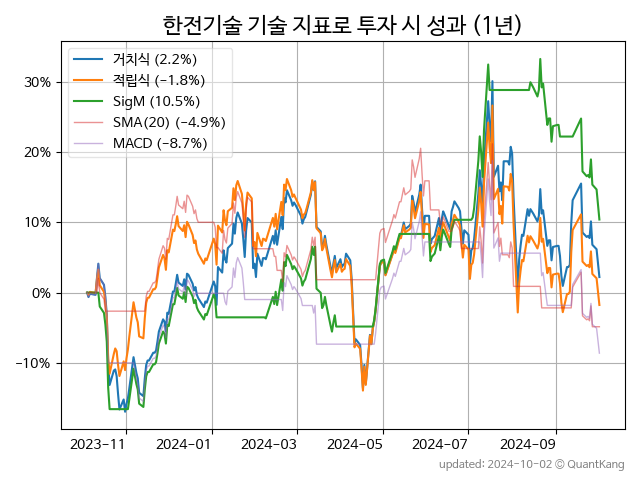 한전기술 기술 지표로 투자 시 성과 (1년)
거치식 (2.2%)
적립식 (−1.8%)
SigM (10.5%)
SMA(20) (−4.9%)
MACD (−8.7%)
30%
20%
10%
0%
−10%
2023-11
2024-01
2024-03
2024-05
2024-07
2024-09
updated: 2024-10-02 © QuantKang